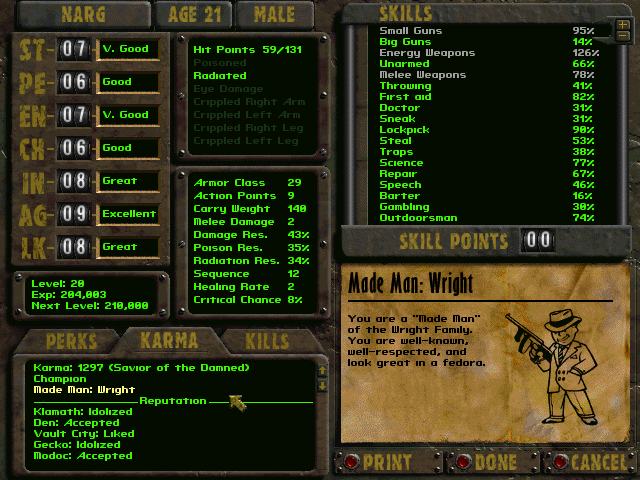 NARG
AGE 21
MALE
ST 07 V. Good
PE 06 Good
EN 07 V. Good
CH 06 Good
IN 08 Great
AG 09 Excellent
LK 08 Great
Hit Points 59/131
Poisoned
Radiated
Eye Damage
Crippled Right Arm
Crippled Left Arm
Crippled Right Leg
Crippled Left Leg
Armor Class 29
Action Points 9
Carry Weight 140
Melee Damage 2
Damage Res. 43%
Poison Res. 35%
Radiation Res. 34%
Sequence 12
Healing Rate 2
Critical Chance 8%
Level: 20
Exp: 204,003
Next Level: 210,000
PERKS
KARMA
KILLS
Karma: 1297 (Savior of the Damned)
Champion
Made Man: Wright
Reputation
Klamath: Idolized
Den: Accepted
Vault City: Liked
Gecko: Idolized
Modoc: Accepted
SKILLS
Small Guns 95%
Big Guns 14%
Energy Weapons 126%
Unarmed 66%
Melee Weapons 78%
Throwing 41%
First aid 82%
Doctor 31%
Sneak 31%
Lockpick 90%
Steal 53%
Traps 38%
Science 77%
Repair 67%
Speech 46%
Barter 16%
Gambling 30%
Outdoorsman 74%
SKILL POINTS 00
Made Man: Wright
You are a "Made Man"
of the Wright Family.
You are well-known,
well-respected, and
look great in a fedora.
PRINT
DONE
CANCEL